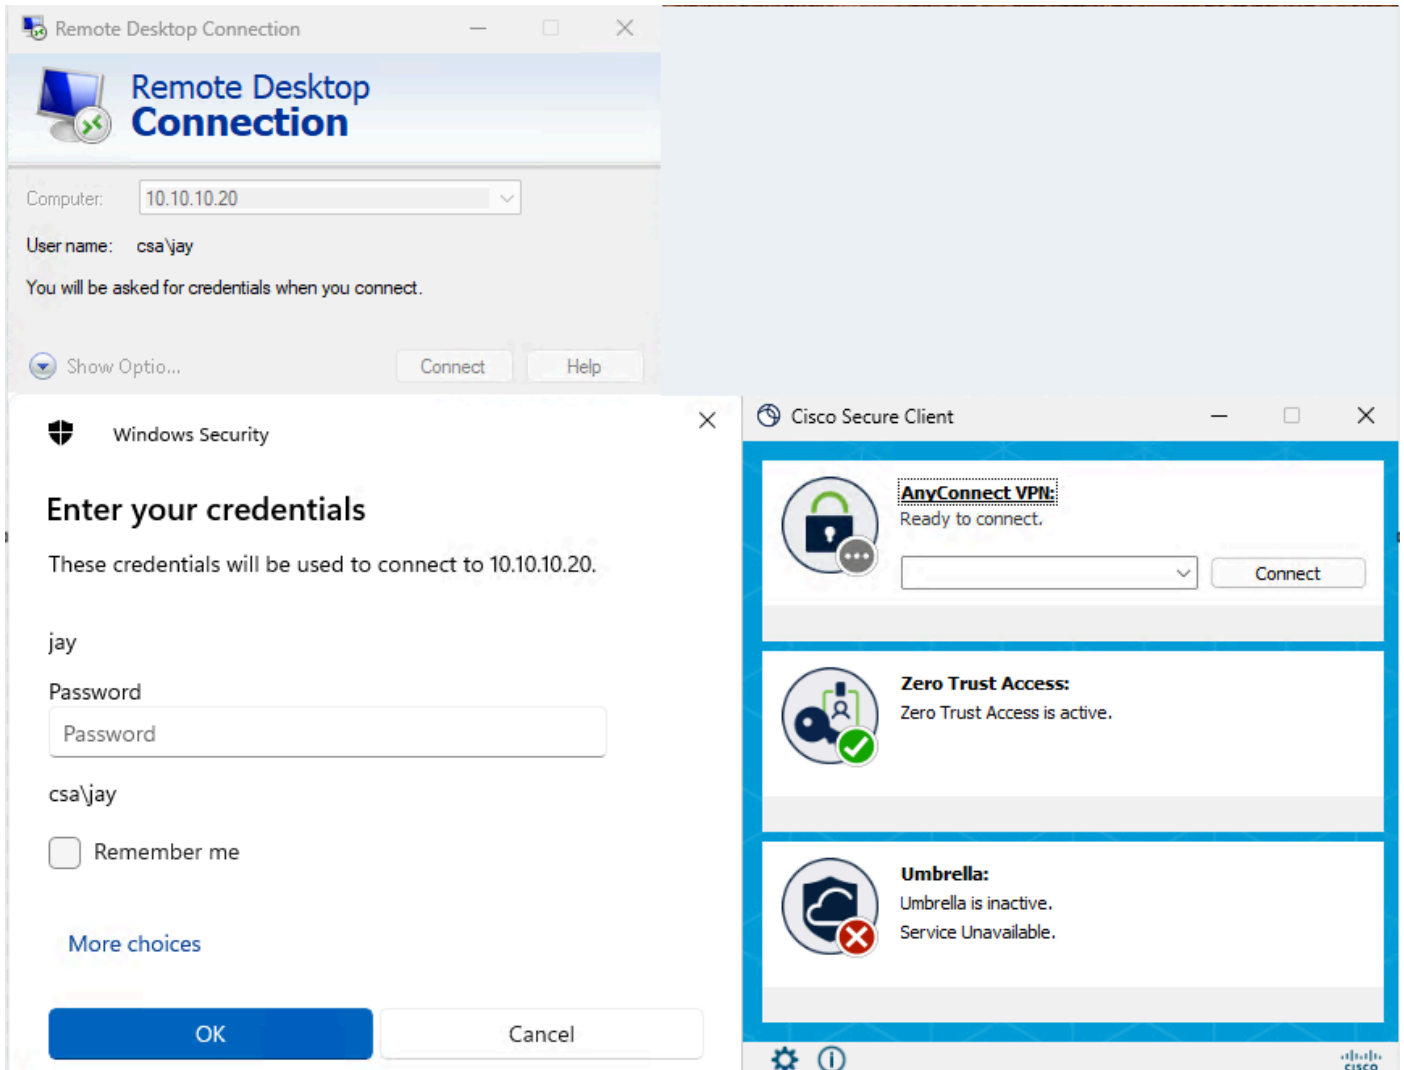 Remote Desktop Connection
Remote Desktop
Connection
Computer:
10.10.10.20
User name:
csa\jay
You will be asked for credentials when you connect.
Show Optio...
Connect
Help
Windows Security
Enter your credentials
These credentials will be used to connect to 10.10.10.20.
jay
Password
Password
csa\jay
Remember me
More choices
OK
Cancel
Cisco Secure Client
AnyConnect VPN:
Ready to connect.
Connect
Zero Trust Access:
Zero Trust Access is active.
Umbrella:
Umbrella is inactive.
Service Unavailable.
CISCO